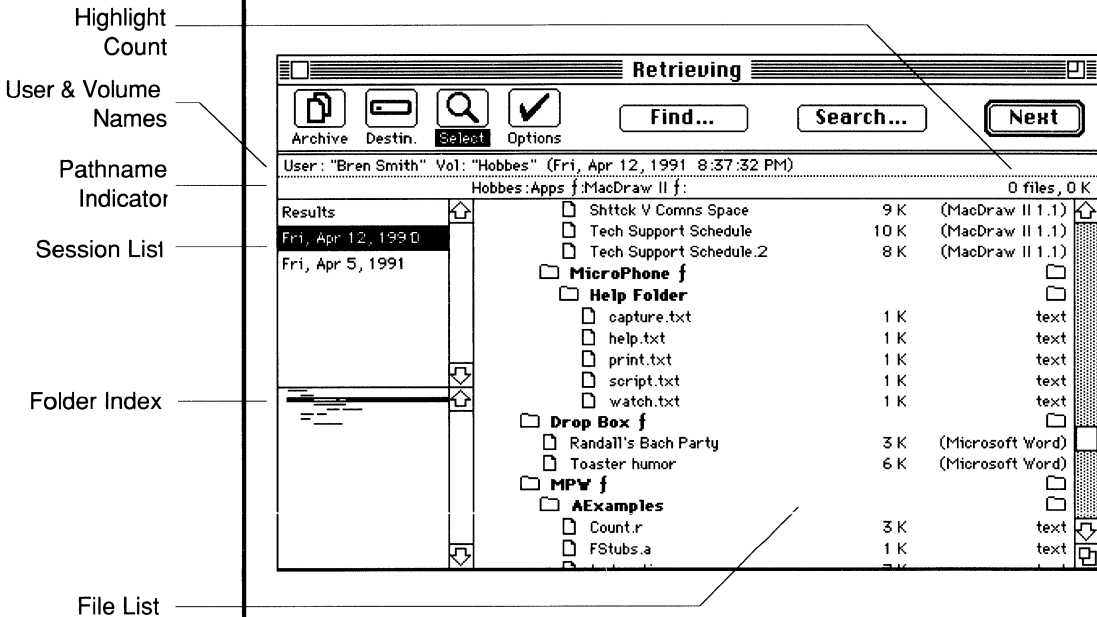 Highlight
Count
User & Volume
Names
Pathname
Indicator
Session List
Folder Index
File List
Retrieving
Archive Destin. Select Options
Find... Search... Next
User: "Bren Smith" Vol: "Hobbes" (Fri, Apr 12, 1991 8:37:32 PM)
Hobbes:Apps ƒ:MacDraw II ƒ: 0 files, 0 K
Results
Fri, Apr 12, 199
Fri, Apr 5, 1991
Shttck V Comns Space 9 K (MacDraw II 1.1)
Tech Support Schedule 10 K (MacDraw II 1.1)
Tech Support Schedule.2 8 K (MacDraw II 1.1)
MicroPhone ƒ
Help Folder
capture.txt 1 K text
help.txt 1 K text
print.txt 1 K text
script.txt 1 K text
watch.txt 1 K text
Drop Box ƒ
Randall's Bach Party 3 K (Microsoft Word)
Toaster humor 6 K (Microsoft Word)
MPW ƒ
AExamples
Count.r 3 K text
FStubs.a 1 K text